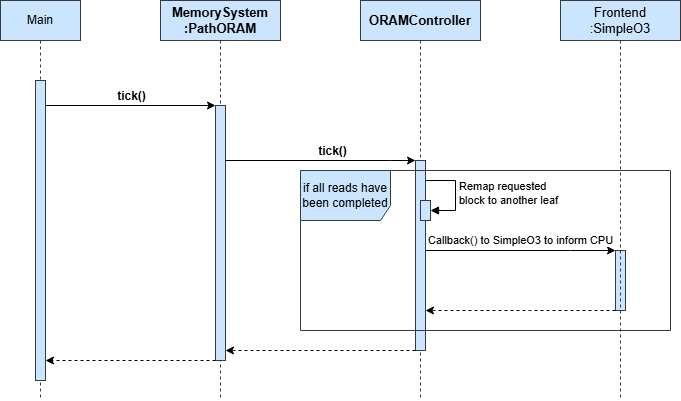 Main
MemorySystem
:PathORAM
ORAMController
Frontend
:SimpleO3
tick()
tick()
if all reads have
been completed
Remap requested
block to another leaf
Callback() to SimpleO3 to inform CPU